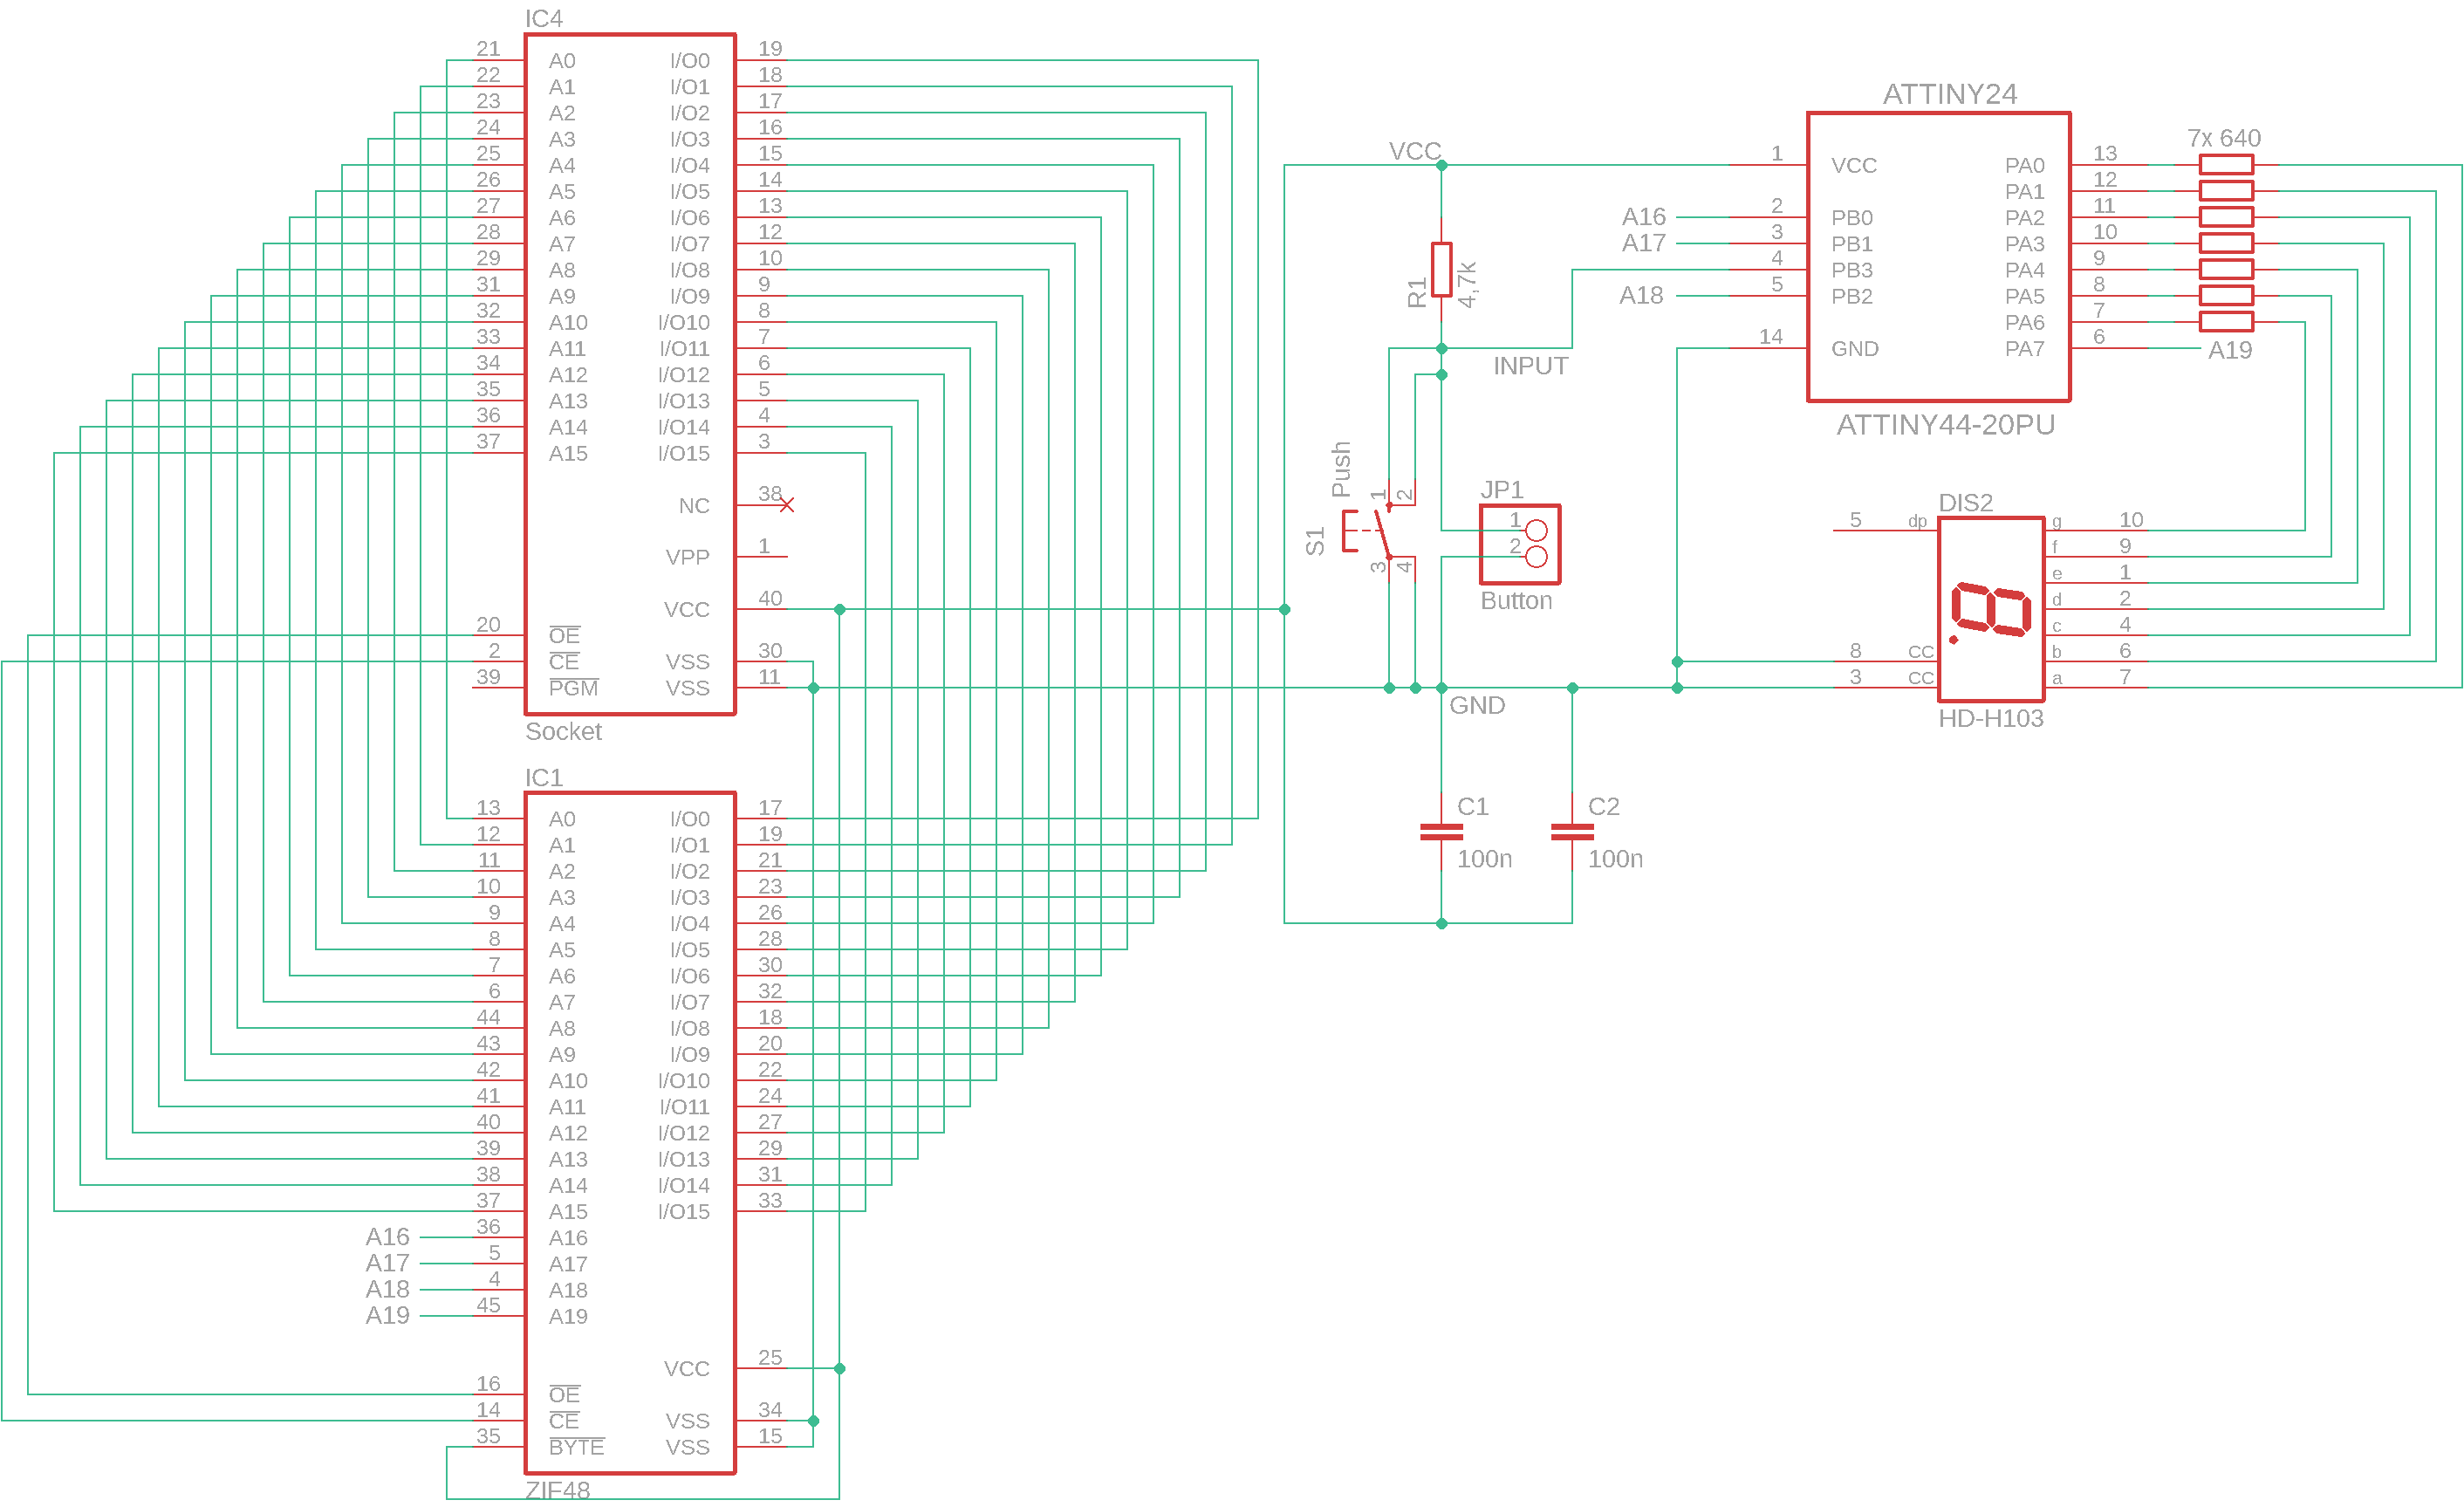 IC4
21 A0 I/O0 19
22 A1 I/O1 18
23 A2 I/O2 17
24 A3 I/O3 16
25 A4 I/O4 15
26 A5 I/O5 14
27 A6 I/O6 13
28 A7 I/O7 12
29 A8 I/O8 10
31 A9 I/O9 9
32 A10 I/O10 8
33 A11 I/O11 7
34 A12 I/O12 6
35 A13 I/O13 5
36 A14 I/O14 4
37 A15 I/O15 3
NC 38
VPP 1
VCC 40
20 OE
2 CE VSS 30
39 PGM VSS 11
Socket
IC1
13 A0 I/O0 17
12 A1 I/O1 19
11 A2 I/O2 21
10 A3 I/O3 23
9 A4 I/O4 26
8 A5 I/O5 28
7 A6 I/O6 30
6 A7 I/O7 32
44 A8 I/O8 18
43 A9 I/O9 20
42 A10 I/O10 22
41 A11 I/O11 24
40 A12 I/O12 27
39 A13 I/O13 29
38 A14 I/O14 31
37 A15 I/O15 33
A16 36 A16
A17 5 A17
A18 4 A18
A19 45 A19
VCC 25
16 OE
14 CE VSS 34
35 BYTE VSS 15
ZIF48
VCC
R1
4,7k
INPUT
Push
S1
1 2
3 4
JP1
1
2
Button
GND
C1
100n
C2
100n
ATTINY24
1 VCC PA0 13
PA1 12
A16 2 PB0 PA2 11
A17 3 PB1 PA3 10
4 PB3 PA4 9
A18 5 PB2 PA5 8
PA6 7
14 GND PA7 6 A19
ATTINY44-20PU
7x 640
DIS2
5 dp g 10
f 9
e 1
d 2
c 4
8 CC b 6
3 CC a 7
HD-H103